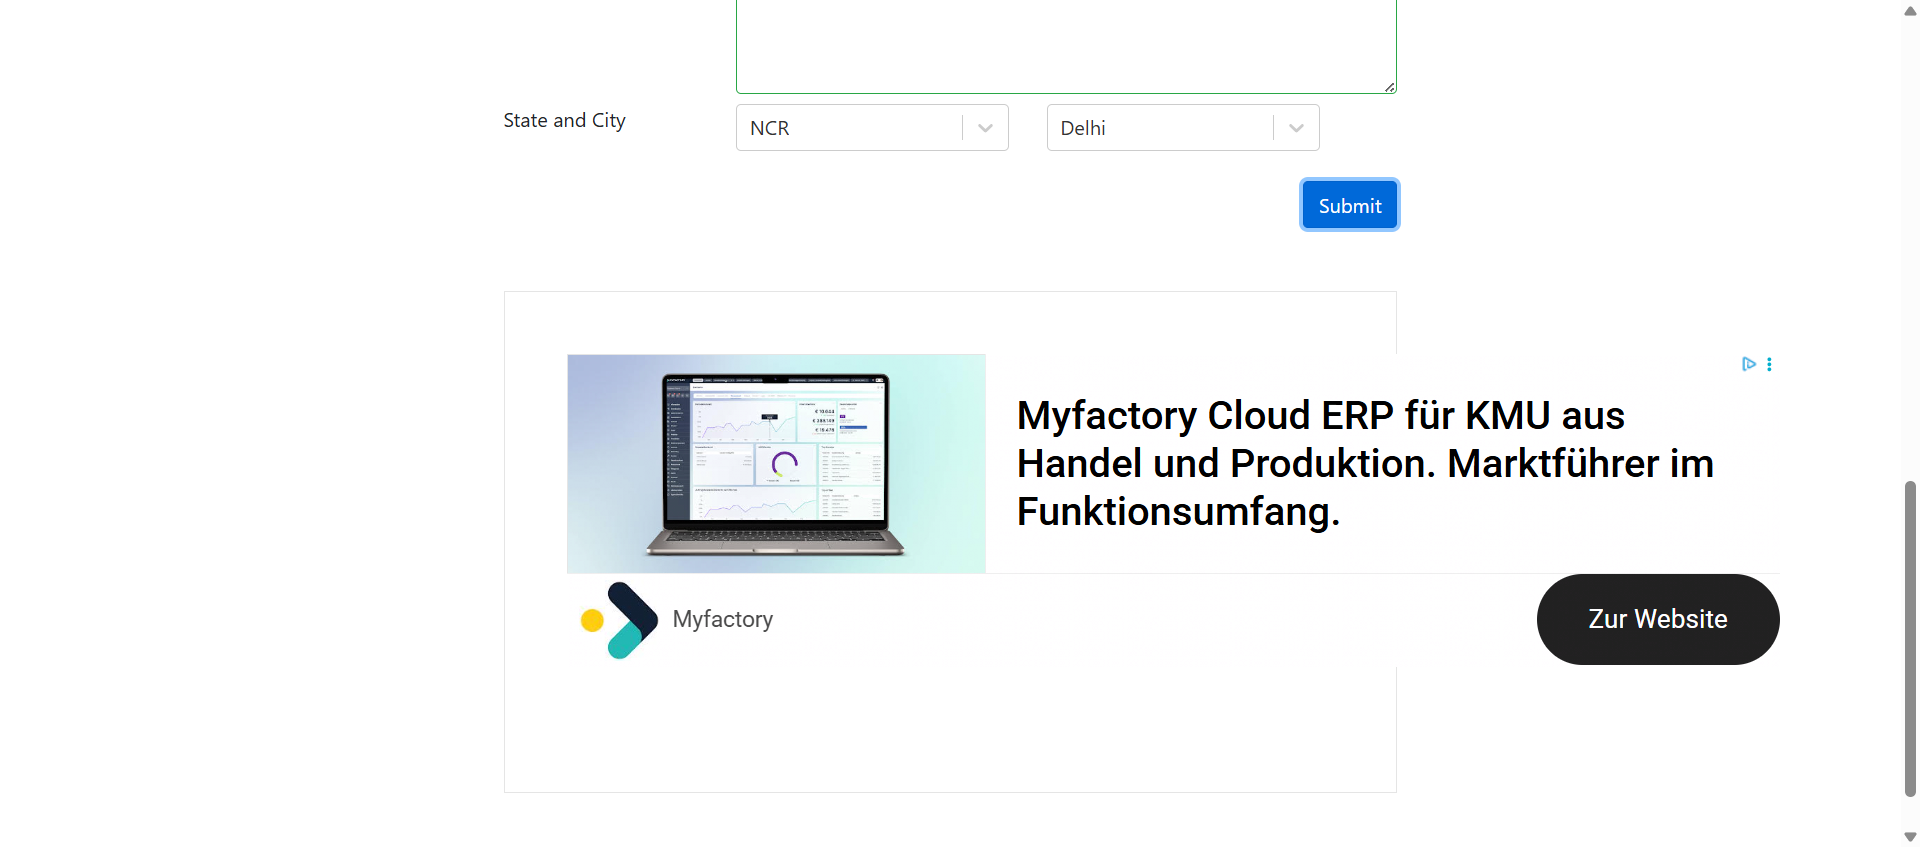 State and City
NCR
Delhi
Submit
Myfactory Cloud ERP für KMU aus
Handel und Produktion. Marktführer im
Funktionsumfang.
Myfactory
Zur Website